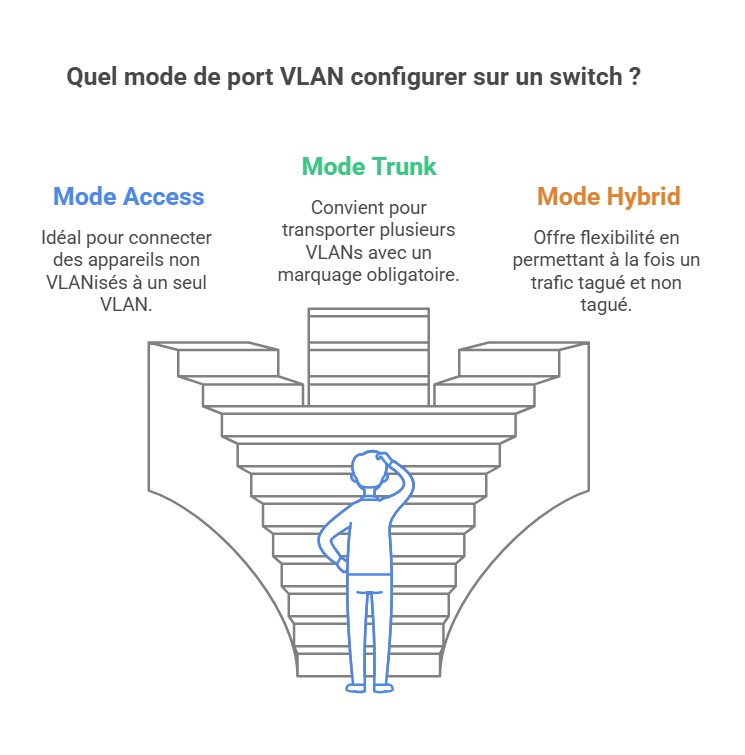 Quel mode de port VLAN configurer sur un switch ?
Mode Access
Idéal pour connecter
des appareils non
VLANisés à un seul
VLAN.
Mode Trunk
Convient pour
transporter plusieurs
VLANs avec un
marquage obligatoire.
Mode Hybrid
Offre flexibilité en
permettant à la fois un
trafic tagué et non
tagué.